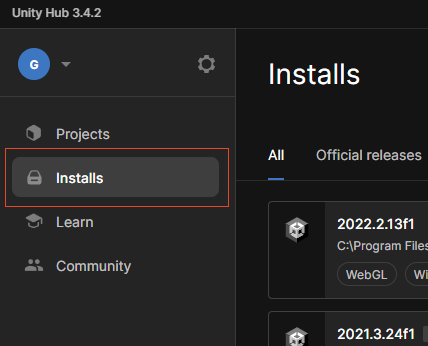 Unity Hub 3.4.2
G
Projects
Installs
Learn
Community
Installs
All Official releases
2022.2.13f1
C:\Program Files
WebGL
2021.3.24f1